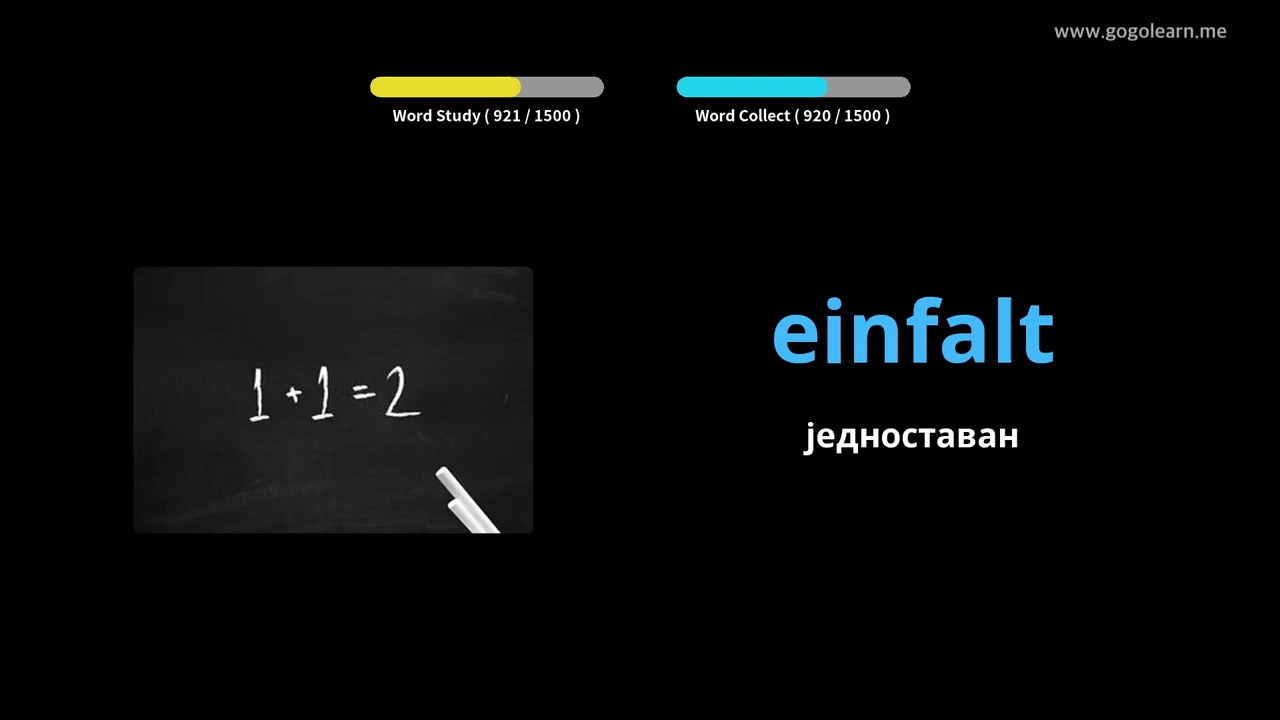 www.gogolearn.me
Word Study ( 921 / 1500 )
Word Collect ( 920 / 1500 )
1 + 1 = 2
einfalt
једноставан